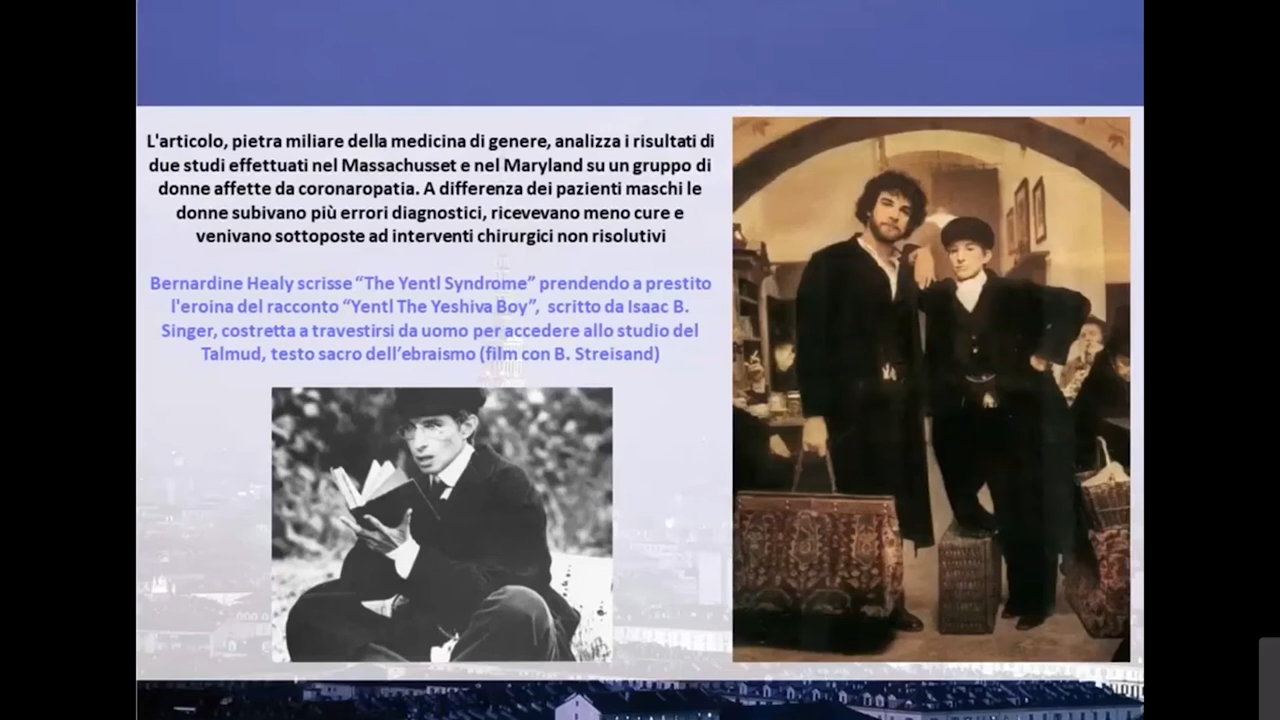 L'articolo, pietra miliare della medicina di genere, analizza i risultati di
due studi effettuati nel Massachusset e nel Maryland su un gruppo di
donne affette da coronaropatia. A differenza dei pazienti maschi le
donne subivano più errori diagnostici, ricevevano meno cure e
venivano sottoposte ad interventi chirurgici non risolutivi
Bernardine Healy scrisse “The Yentl Syndrome” prendendo a prestito
l'eroina del racconto “Yentl The Yeshiva Boy”, scritto da Isaac B.
Singer, costretta a travestirsi da uomo per accedere allo studio del
Talmud, testo sacro dell’ebraismo (film con B. Streisand)